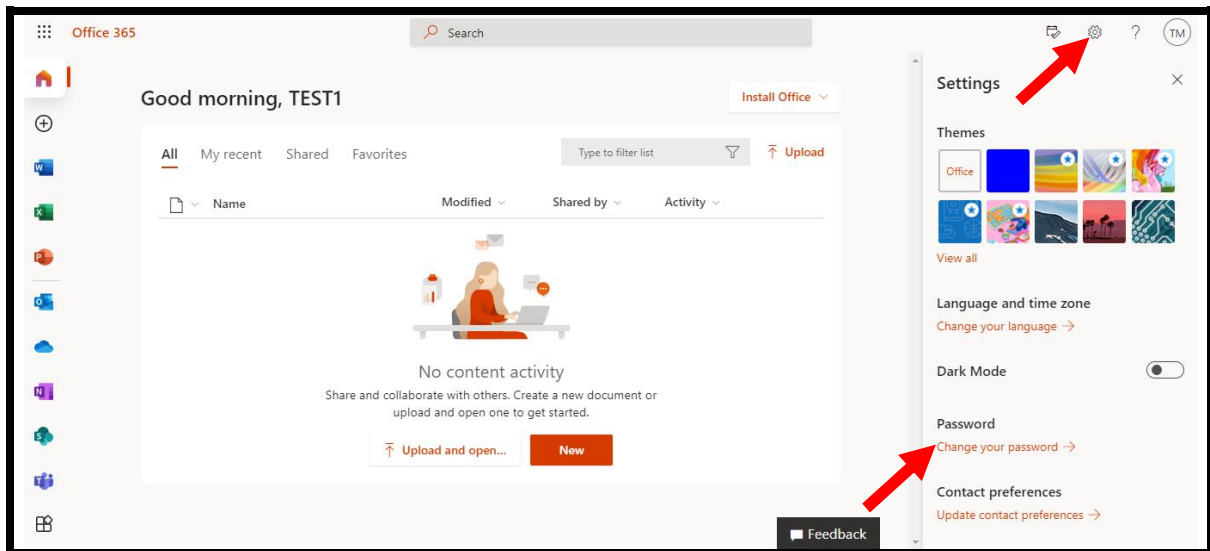 Office 365
Search
?
TM
Good morning, TEST1
Install Office
All My recent Shared Favorites
Type to filter list
Upload
Name Modified Shared by Activity
No content activity
Share and collaborate with others. Create a new document or
upload and open one to get started.
Upload and open... New
Feedback
Settings
Themes
Office
View all
Language and time zone
Change your language →
Dark Mode
Password
Change your password →
Contact preferences
Update contact preferences →
W
X
P
O
N
S
T